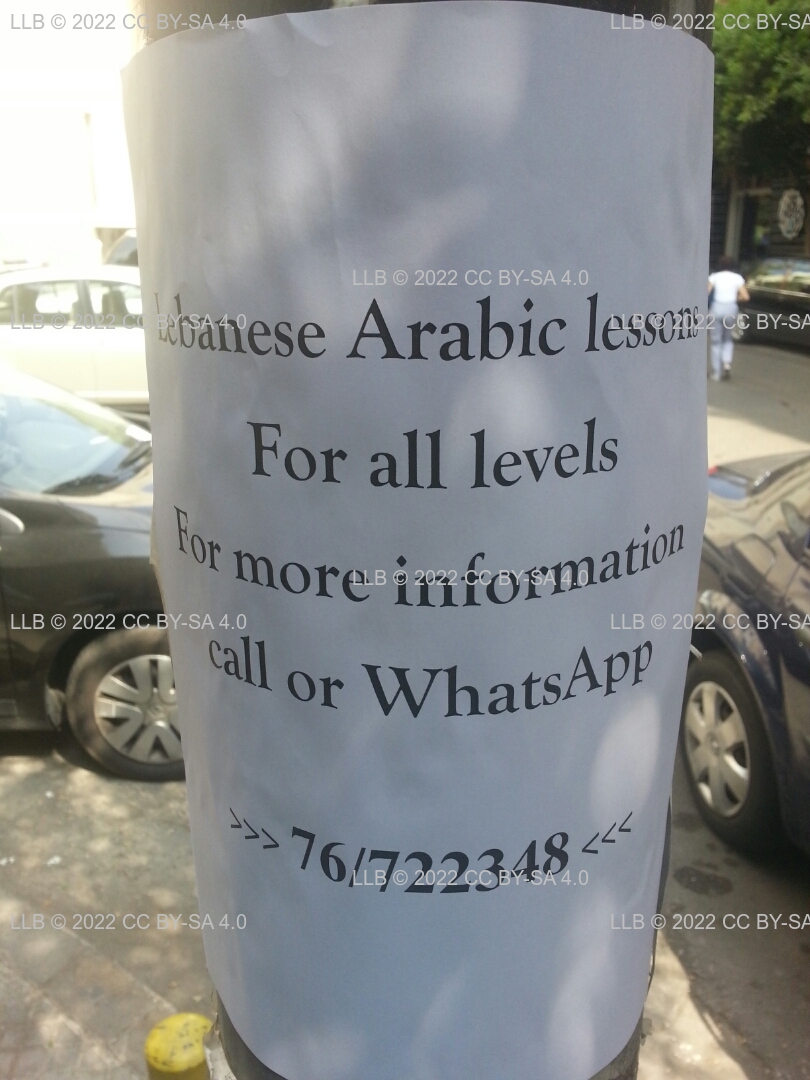 Lebanese Arabic lessons
For all levels
For more information
call or WhatsApp
>>> 76/722348 <<<
LLB © 2022 CC BY-SA 4.0